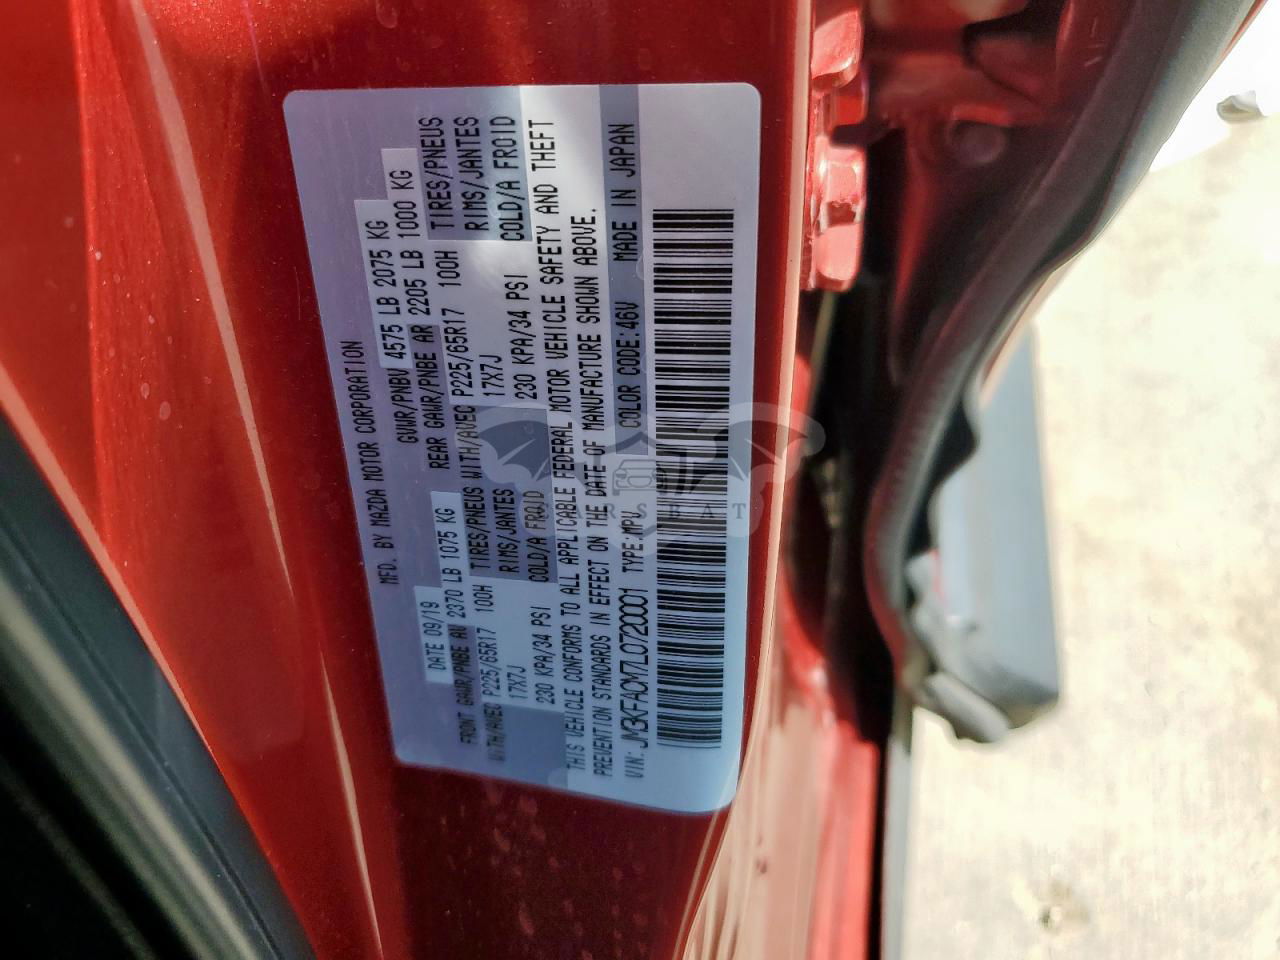 MFD. BY MAZDA MOTOR CORPORATION
DATE 09/19 GVWR/PNBV 4575 LB 2075 KG
FRONT GAWR/PNBE AV 2370 LB 1075 KG REAR GAWR/PNBE AR 2205 LB 1000 KG
WITH/AVEC P225/65R17 100H TIRES/PNEUS WITH/AVEC P225/65R17 100H TIRES/PNEUS
17X7J RIMS/JANTES 17X7J RIMS/JANTES
230 KPA/34 PSI COLD/A FROID 230 KPA/34 PSI COLD/A FROID
THIS VEHICLE CONFORMS TO ALL APPLICABLE FEDERAL MOTOR VEHICLE SAFETY AND THEFT
PREVENTION STANDARDS IN EFFECT ON THE DATE OF MANUFACTURE SHOWN ABOVE.
VIN: JM3KFACM7L0720001 TYPE:MPV COLOR CODE:46V MADE IN JAPAN
CARSBAT